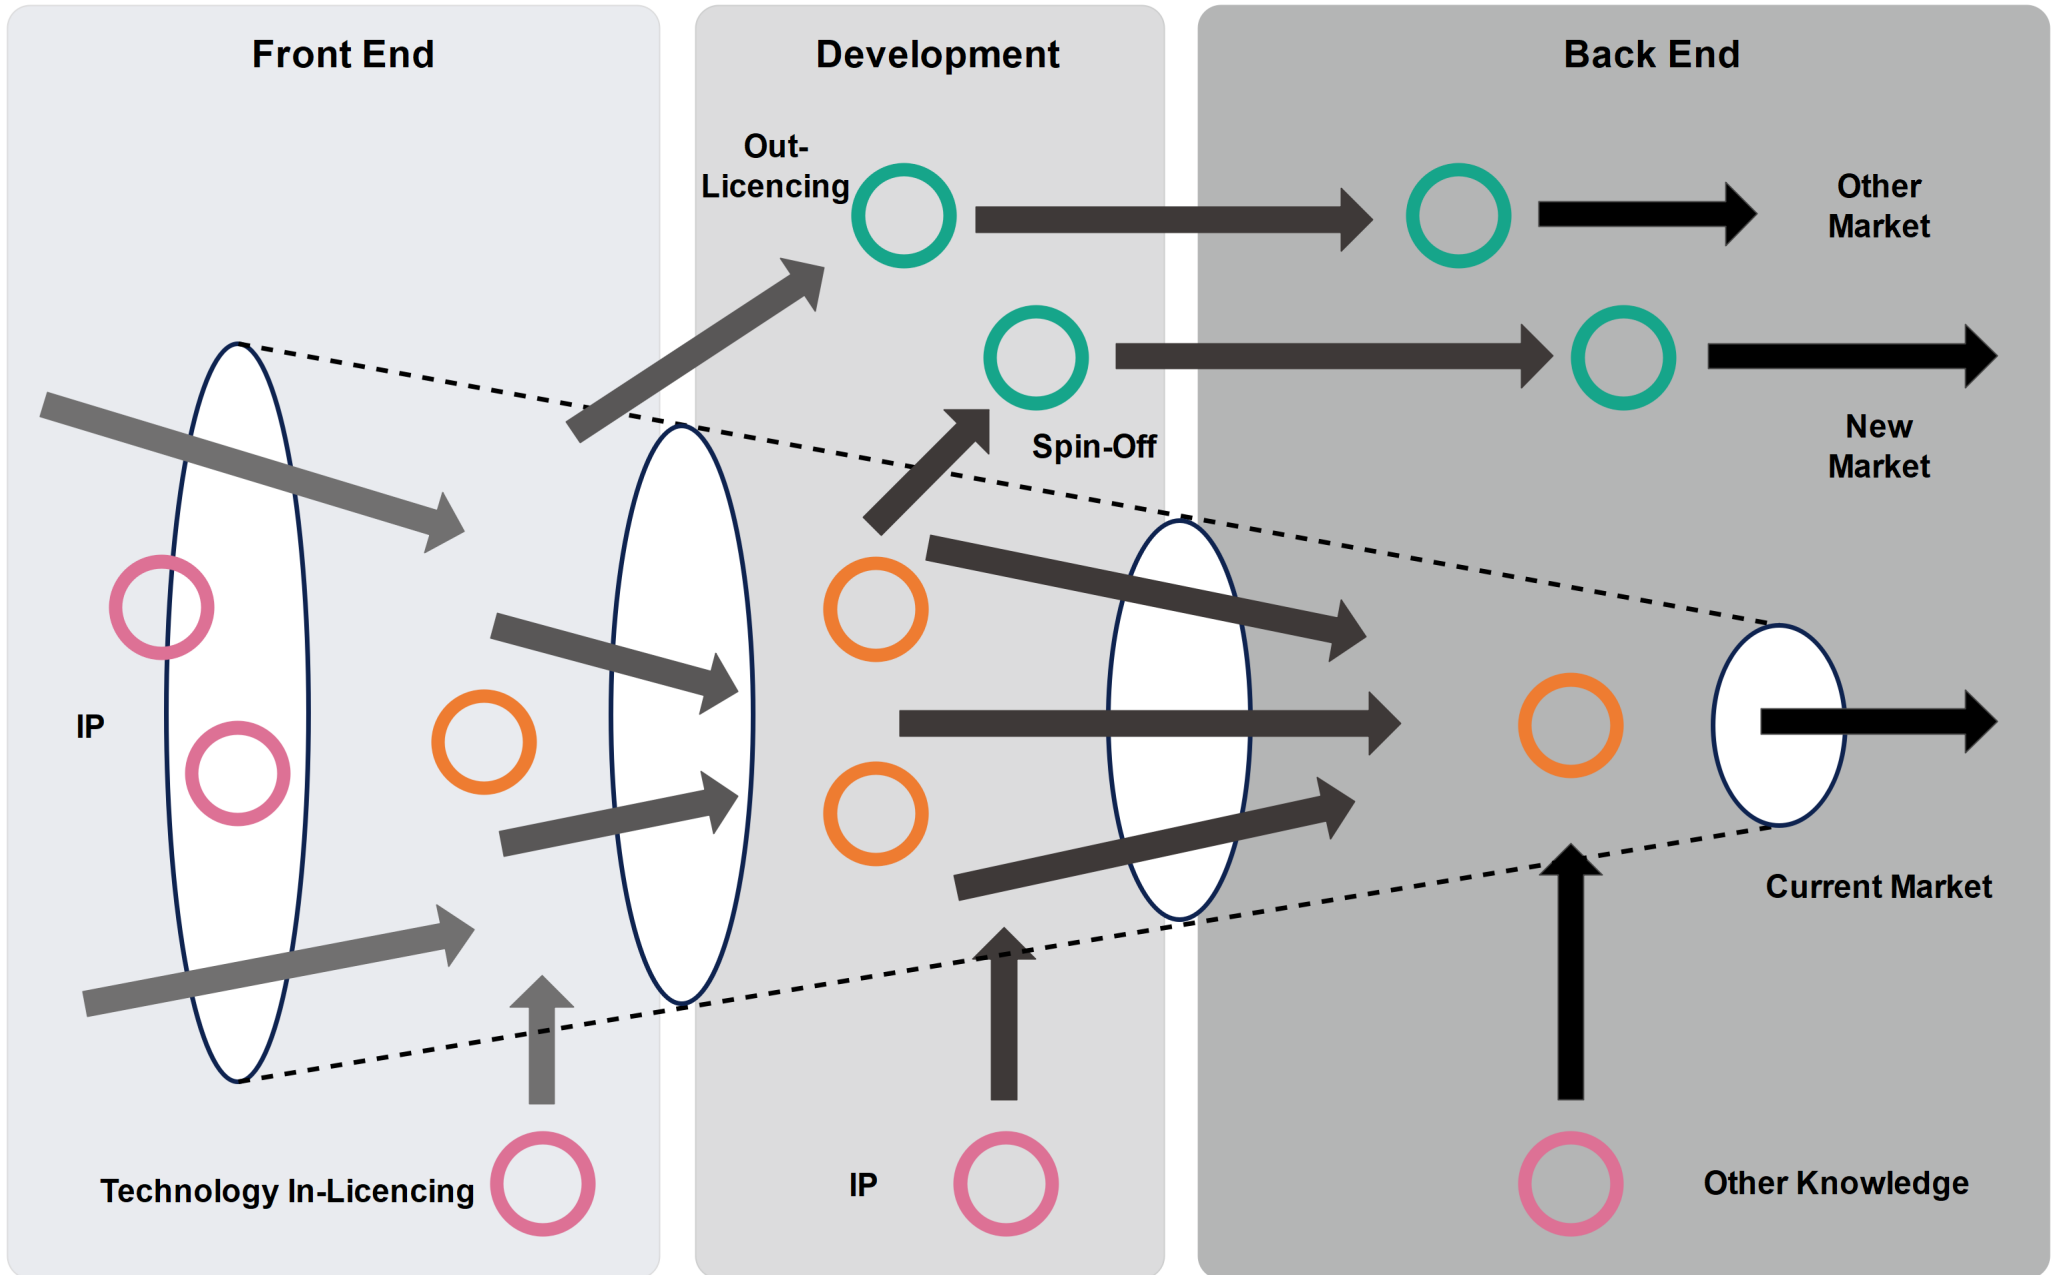 Front End
Development
Back End
Out-
Licencing
Other
Market
Spin-Off
New
Market
IP
Current Market
Technology In-Licencing
IP
Other Knowledge